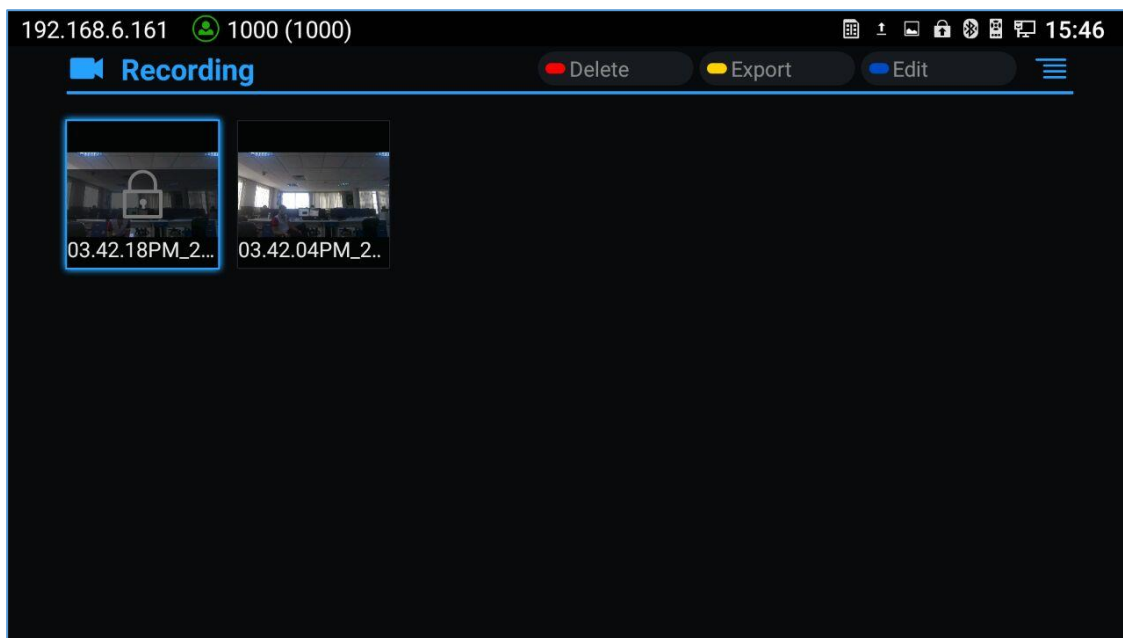 192.168.6.161 1000 (1000) 15:46
Recording Delete Export Edit
03.42.18PM_2... 03.42.04PM_2..